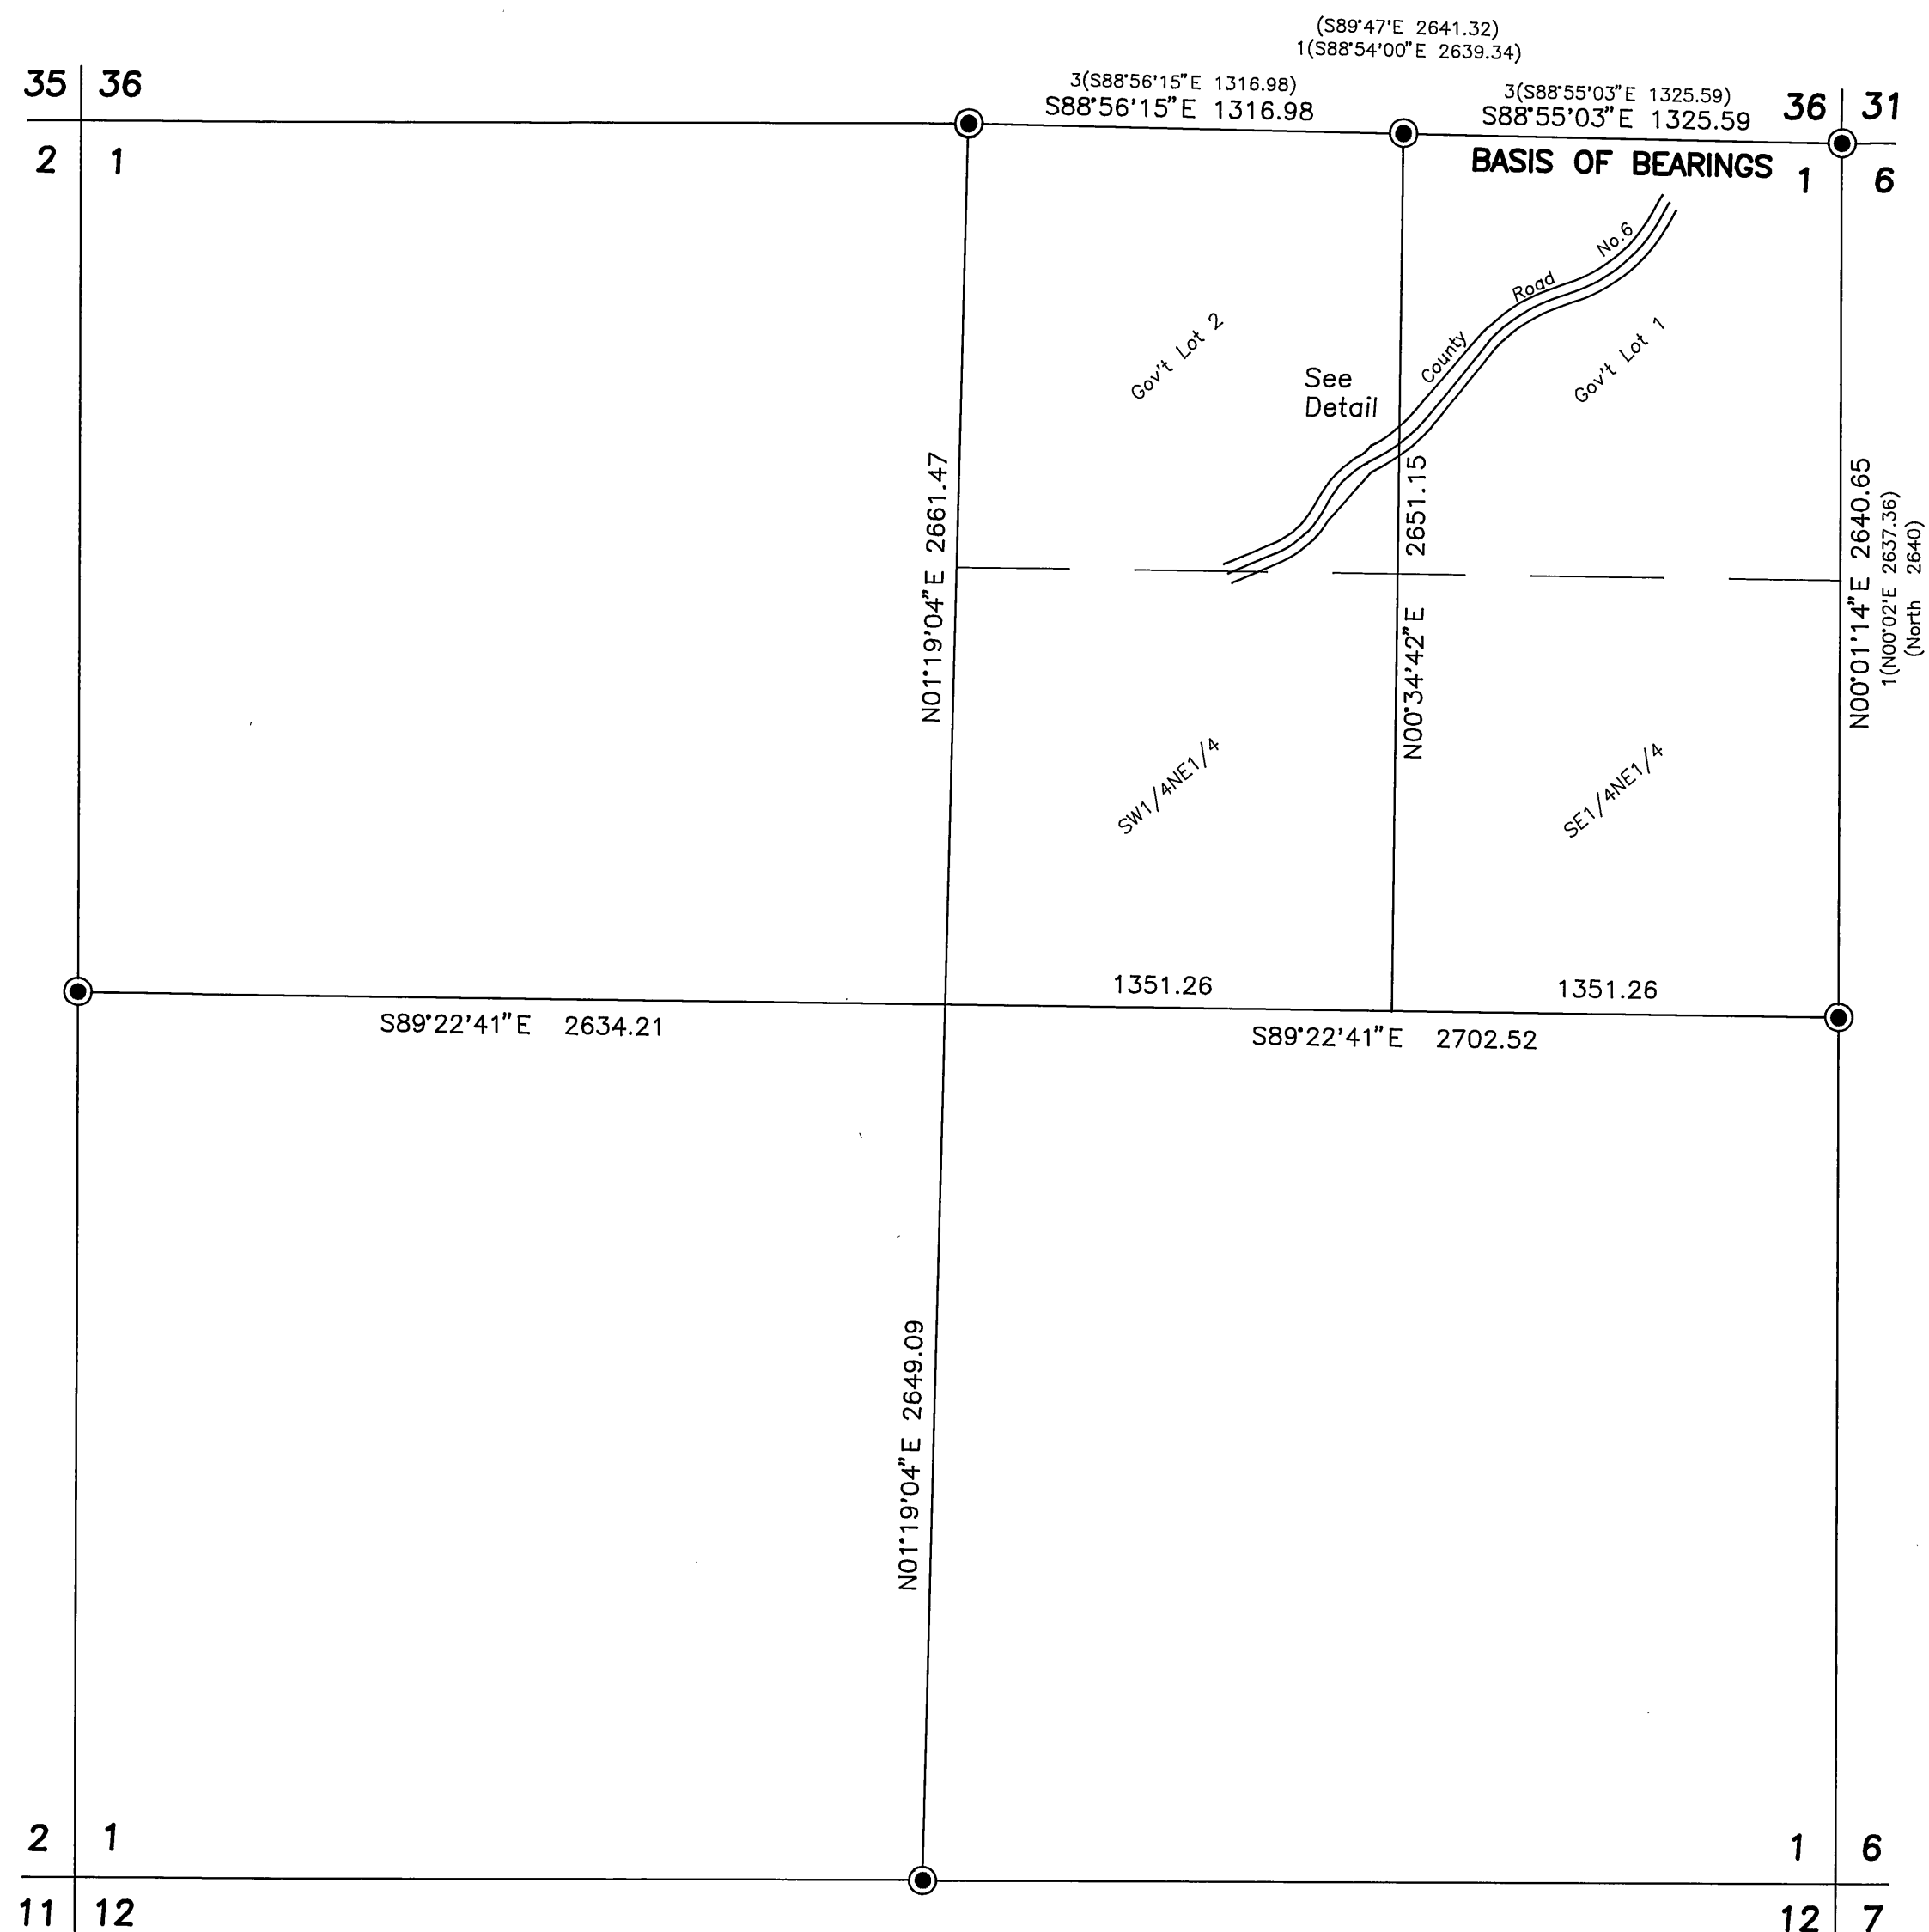 (S89°47'E 2641.32)
1(S88°54'00"E 2639.34)
3(S88°56'15"E 1316.98)
S88°56'15"E 1316.98
3(S88°55'03"E 1325.59)
S88°55'03"E 1325.59
35 36
36 31
2 1
BASIS OF BEARINGS
1 6
County Road No.6
Gov't Lot 2
Gov't Lot 1
See
Detail
N01°19'04"E 2661.47
N00°34'42"E 2651.15
N00°01'14"E 2640.65
1(N00°02'E 2637.36)
(North 2640)
SW1/4NE1/4
SE1/4NE1/4
1351.26
1351.26
S89°22'41"E 2634.21
S89°22'41"E 2702.52
N01°19'04"E 2649.09
2 1
1 6
11 12
12 7